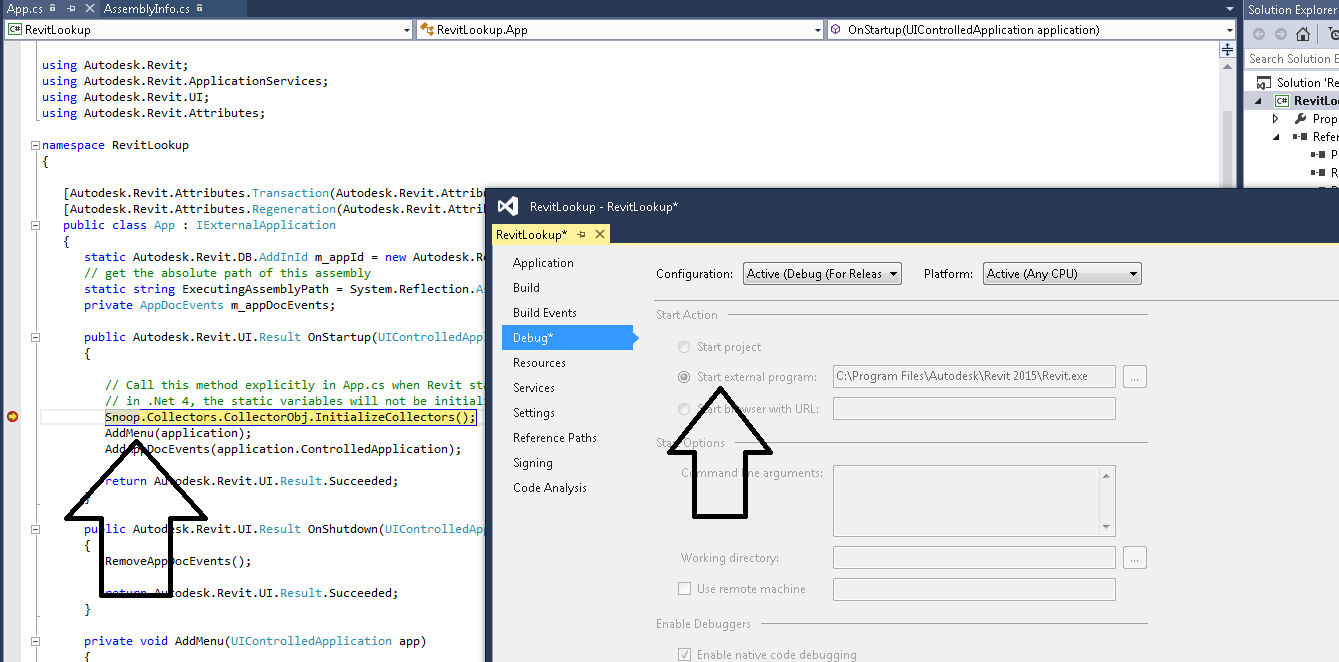 App.cs
AssemblyInfo.cs
Solution Explorer
C# RevitLookup
RevitLookup.App
OnStartup(UIControlledApplication application)
Search Solution E
using Autodesk.Revit;
using Autodesk.Revit.ApplicationServices;
using Autodesk.Revit.UI;
using Autodesk.Revit.Attributes;
Solution 'Re
C# RevitLo
Prop
Refer
P
R
namespace RevitLookup
{
[Autodesk.Revit.Attributes.Transaction(Autodesk.Revit.Attribu
[Autodesk.Revit.Attributes.Regeneration(Autodesk.Revit.Attri
public class App : IExternalApplication
{
static Autodesk.Revit.DB.AddInId m_appId = new Autodesk.Re
// get the absolute path of this assembly
static string ExecutingAssemblyPath = System.Reflection.As
private AppDocEvents m_appDocEvents;
public Autodesk.Revit.UI.Result OnStartup(UIControlledAppl
{
// Call this method explicitly in App.cs when Revit sta
// in .Net 4, the static variables will not be initiali
Snoop.Collectors.CollectorObj.InitializeCollectors();
AddMenu(application);
DocEvents(application.ControlledApplication);
return Autodesk.Revit.UI.Result.Succeeded;
}
public Autodesk.Revit.UI.Result OnShutdown(UIControlledApp
{
RemoveAppDocEvents();
return Autodesk.Revit.UI.Result.Succeeded;
}
private void AddMenu(UIControlledApplication app)
{
RevitLookup - RevitLookup*
RevitLookup*
Application
Build
Build Events
Debug*
Resources
Services
Settings
Reference Paths
Signing
Code Analysis
Configuration: Active (Debug (For Releas
Platform: Active (Any CPU)
Start Action
Start project
Start external program: C:\Program Files\Autodesk\Revit 2015\Revit.exe ...
Start browser with URL:
Start Options
Command line arguments:
Working directory: ...
Use remote machine
Enable Debuggers
Enable native code debugging